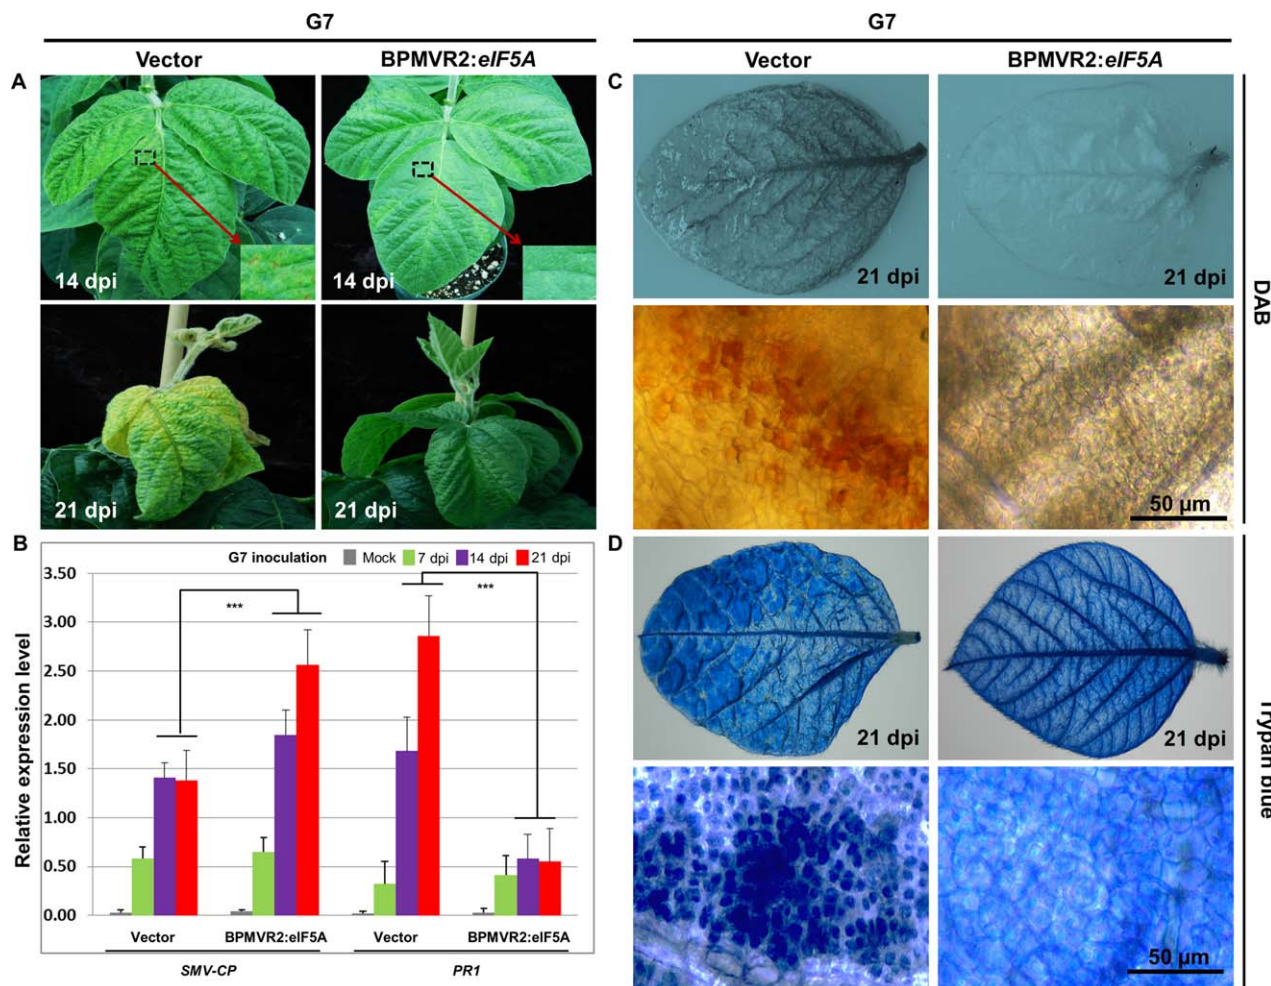 G7
Vector
BPMVR2:eIF5A
A
14 dpi
14 dpi
21 dpi
21 dpi
B
G7 inoculation
Mock
7 dpi
14 dpi
21 dpi
Relative expression level
3.50
3.00
2.50
2.00
1.50
1.00
0.50
0.00
***
***
Vector
BPMVR2:eIF5A
Vector
BPMVR2:eIF5A
SMV-CP
PR1
G7
Vector
BPMVR2:eIF5A
C
21 dpi
21 dpi
50 μm
DAB
D
21 dpi
21 dpi
50 μm
Trypan blue